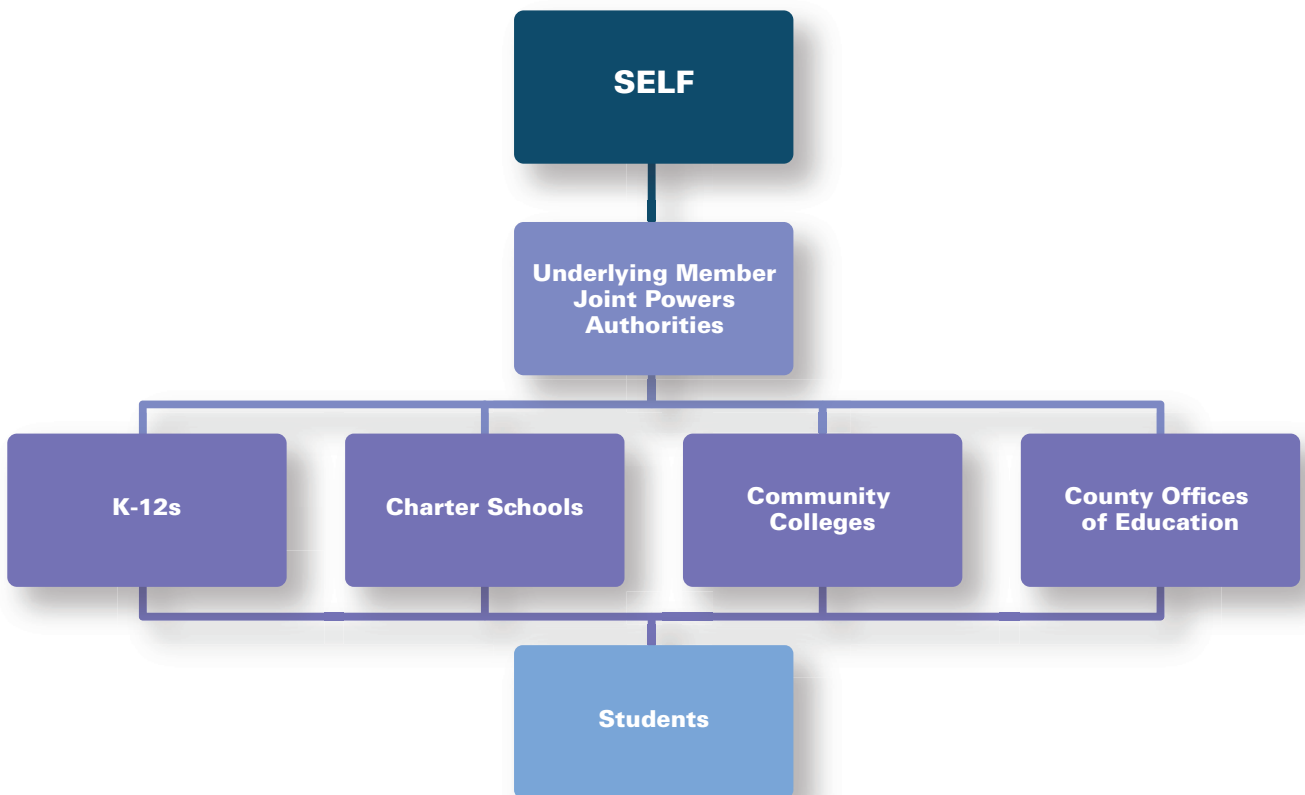 SELF
Underlying Member
Joint Powers
Authorities
K-12s
Charter Schools
Community
Colleges
County Offices
of Education
Students